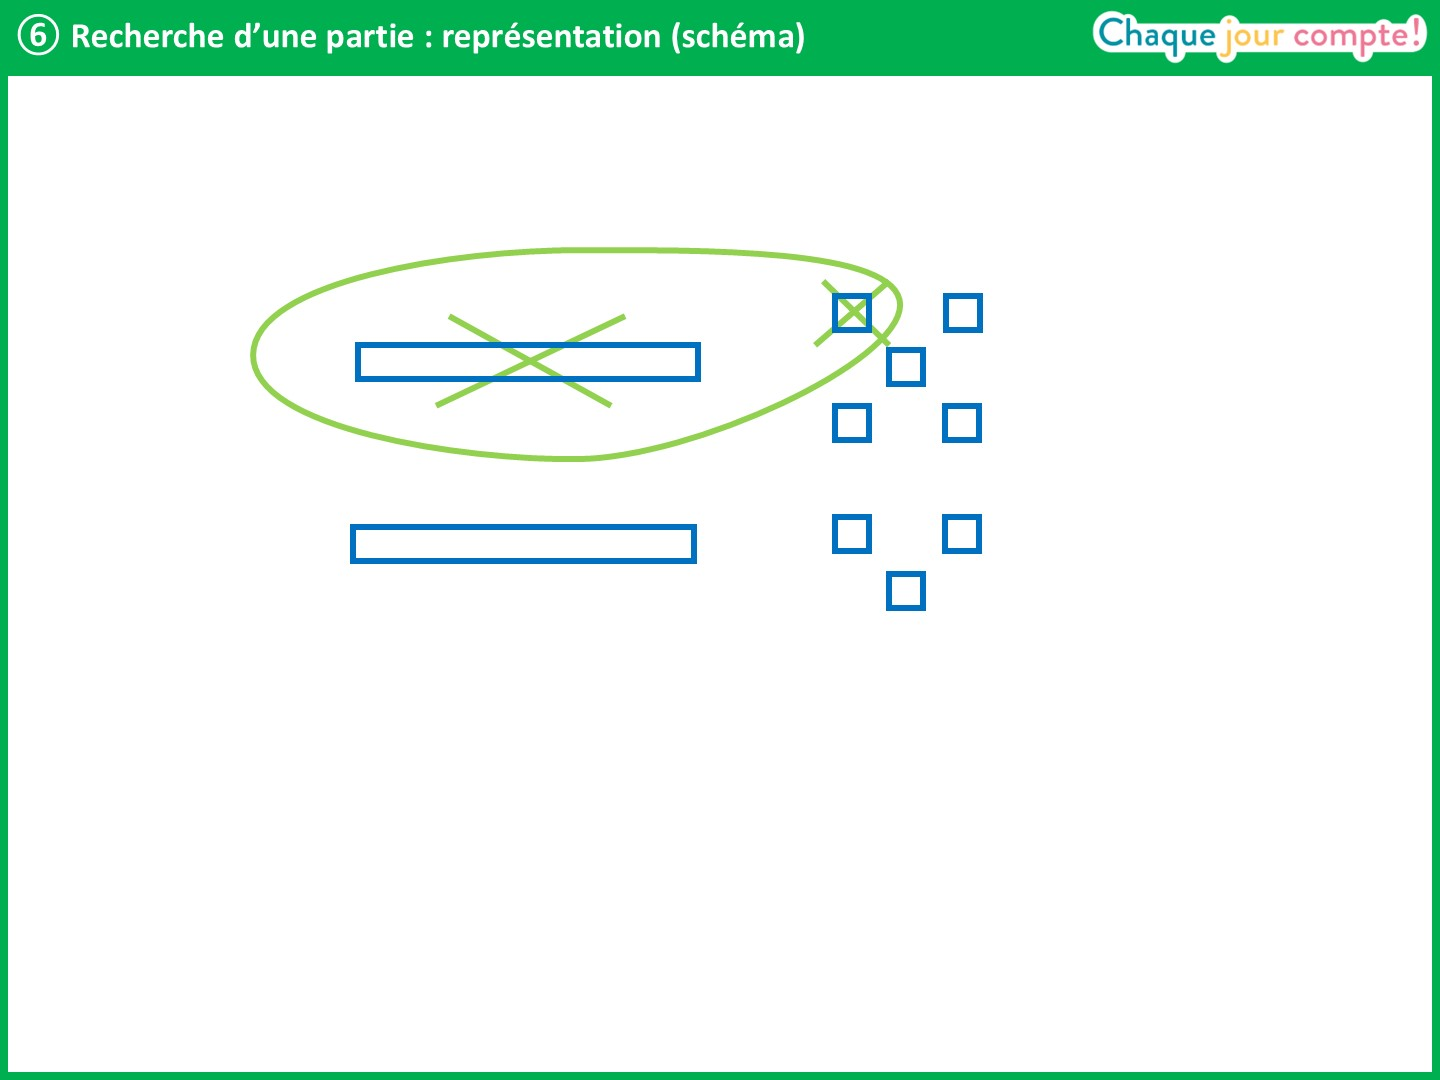 ⑥ Recherche d’une partie : représentation (schéma)
Chaque jour compte!